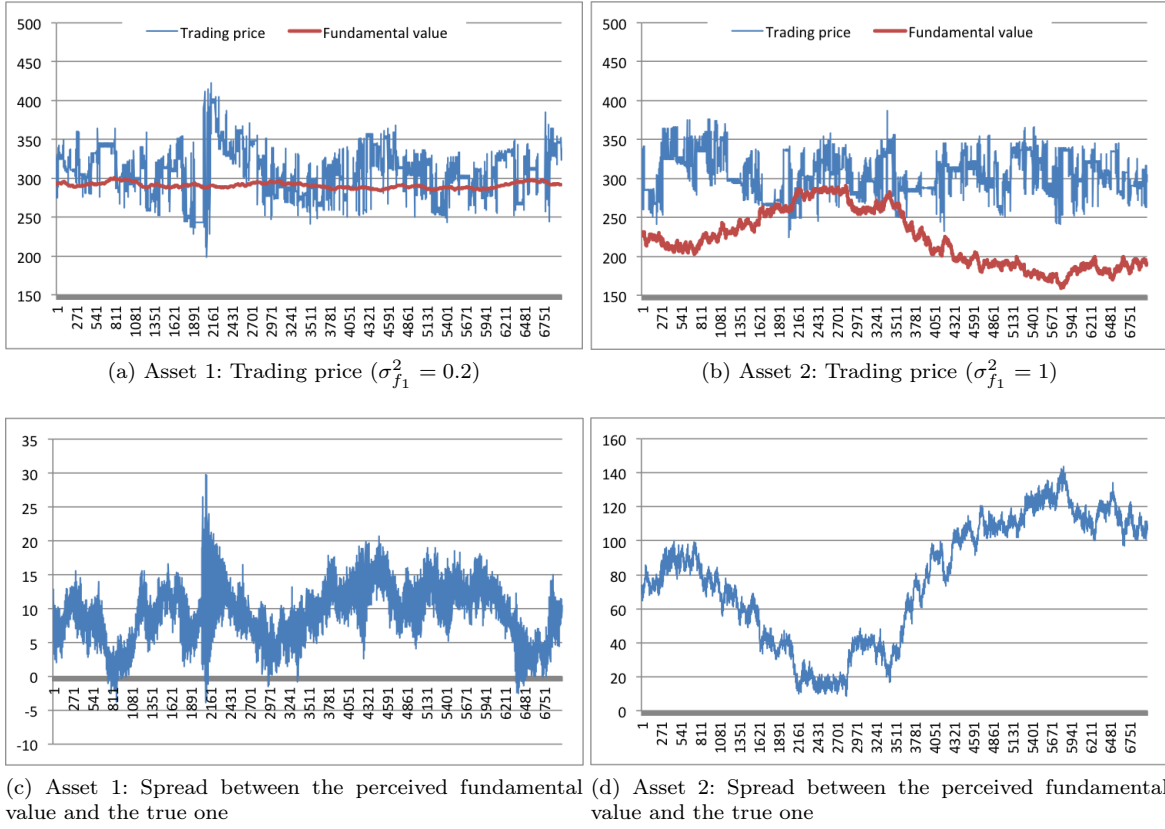 500
450
400
350
300
250
200
150
Trading price
Fundamental value
1 271 541 811 1081 1351 1621 1891 2161 2431 2701 2971 3241 3511 3781 4051 4321 4591 4861 5131 5401 5671 5941 6211 6481 6751
(a) Asset 1: Trading price (σ²_{f₁} = 0.2)
500
450
400
350
300
250
200
150
Trading price
Fundamental value
1 271 541 811 1081 1351 1621 1891 2161 2431 2701 2971 3241 3511 3781 4051 4321 4591 4861 5131 5401 5671 5941 6211 6481 6751
(b) Asset 2: Trading price (σ²_{f₁} = 1)
35
30
25
20
15
10
5
0
-5
-10
1 271 541 811 1081 1351 1621 1891 2161 2431 2701 2971 3241 3511 3781 4051 4321 4591 4861 5131 5401 5671 5941 6211 6481 6751
(c) Asset 1: Spread between the perceived fundamental
value and the true one
160
140
120
100
80
60
40
20
0
1 271 541 811 1081 1351 1621 1891 2161 2431 2701 2971 3241 3511 3781 4051 4321 4591 4861 5131 5401 5671 5941 6211 6481 6751
(d) Asset 2: Spread between the perceived fundamental
value and the true one